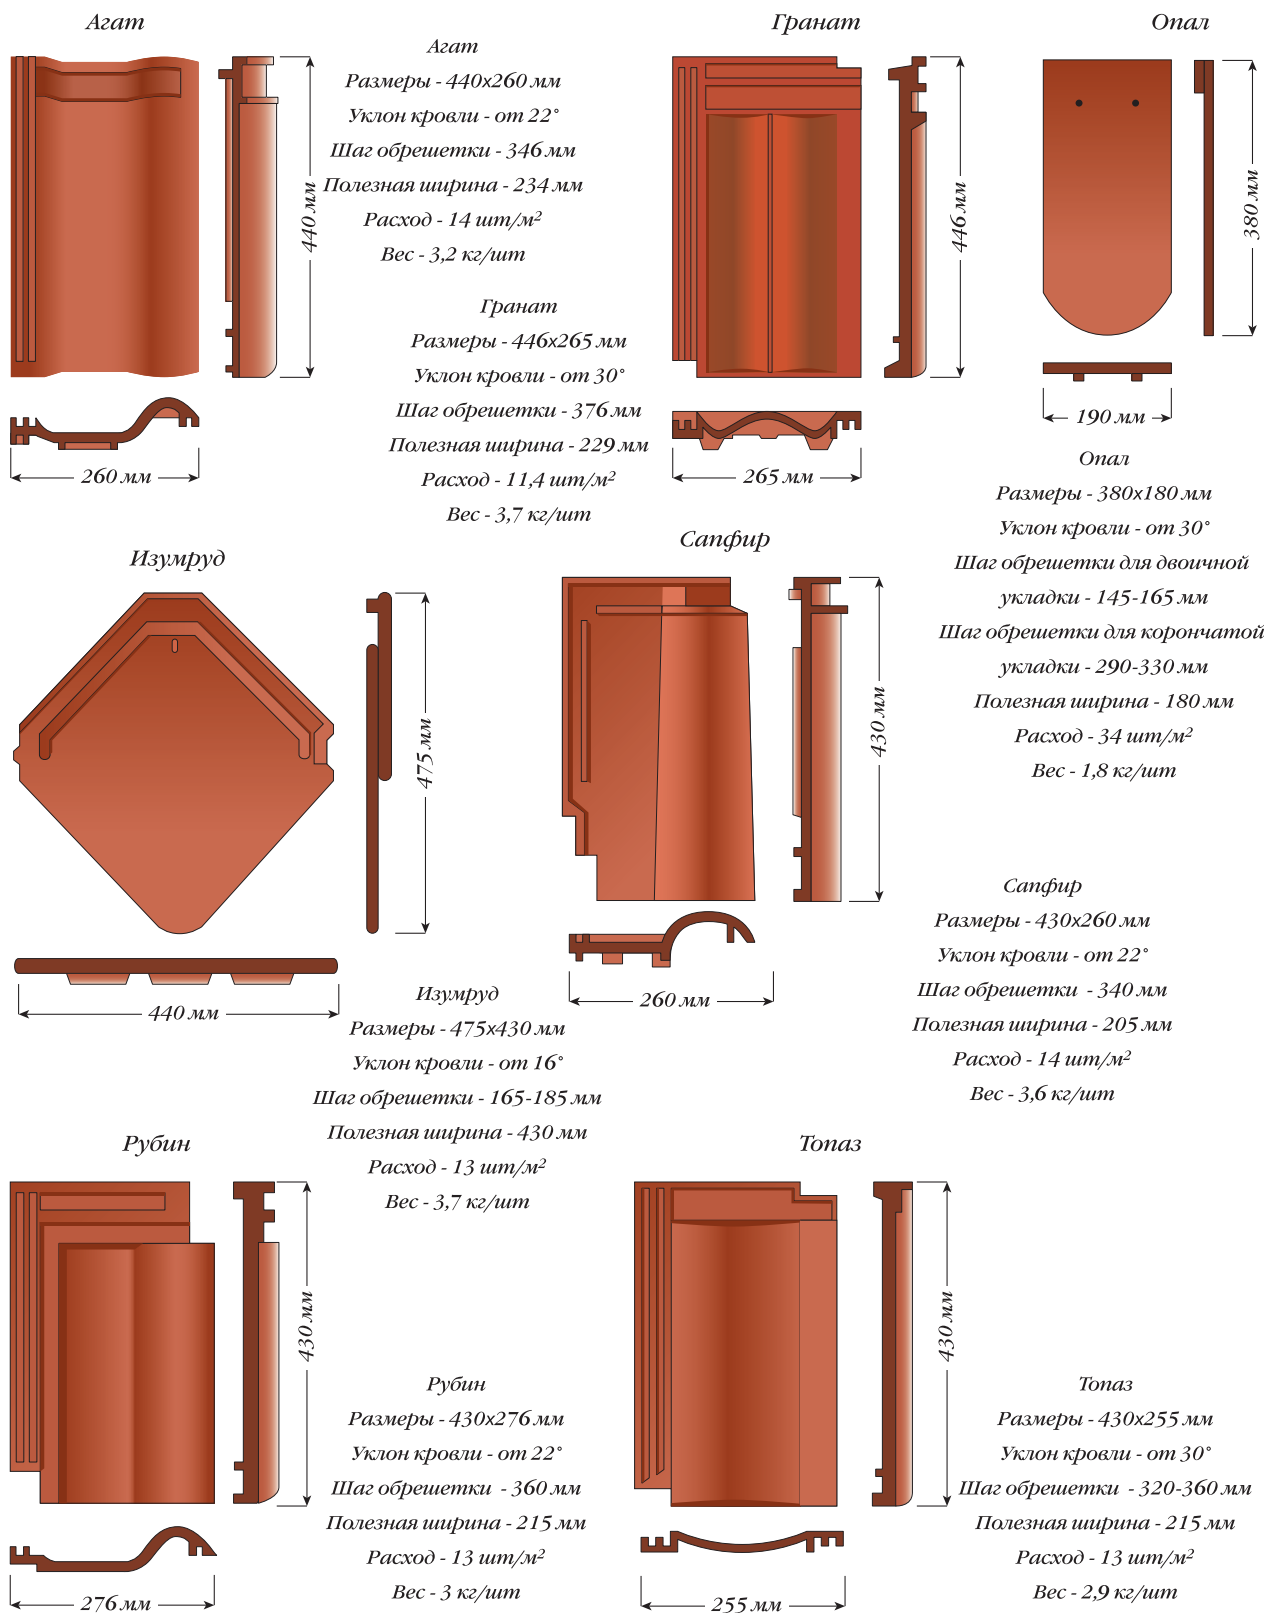 Агат
Агат
Размеры - 440х260 мм
Уклон кровли - от 22°
Шаг обрешетки - 346 мм
Полезная ширина - 234 мм
Расход - 14 шт/м²
Вес - 3,2 кг/шт
440 мм
260 мм
Гранат
446 мм
265 мм
Гранат
Размеры - 446х265 мм
Уклон кровли - от 30°
Шаг обрешетки - 376 мм
Полезная ширина - 229 мм
Расход - 11,4 шт/м²
Вес - 3,7 кг/шт
Опал
380 мм
190 мм
Опал
Размеры - 380х180 мм
Уклон кровли - от 30°
Шаг обрешетки для двоичной
укладки - 145-165 мм
Шаг обрешетки для корончатой
укладки - 290-330 мм
Полезная ширина - 180 мм
Расход - 34 шт/м²
Вес - 1,8 кг/шт
Изумруд
475 мм
440 мм
Изумруд
Размеры - 475х430 мм
Уклон кровли - от 16°
Шаг обрешетки - 165-185 мм
Полезная ширина - 430 мм
Расход - 13 шт/м²
Вес - 3,7 кг/шт
Сапфир
430 мм
260 мм
Сапфир
Размеры - 430х260 мм
Уклон кровли - от 22°
Шаг обрешетки - 340 мм
Полезная ширина - 205 мм
Расход - 14 шт/м²
Вес - 3,6 кг/шт
Рубин
430 мм
276 мм
Рубин
Размеры - 430х276 мм
Уклон кровли - от 22°
Шаг обрешетки - 360 мм
Полезная ширина - 215 мм
Расход - 13 шт/м²
Вес - 3 кг/шт
Топаз
430 мм
255 мм
Топаз
Размеры - 430х255 мм
Уклон кровли - от 30°
Шаг обрешетки - 320-360 мм
Полезная ширина - 215 мм
Расход - 13 шт/м²
Вес - 2,9 кг/шт